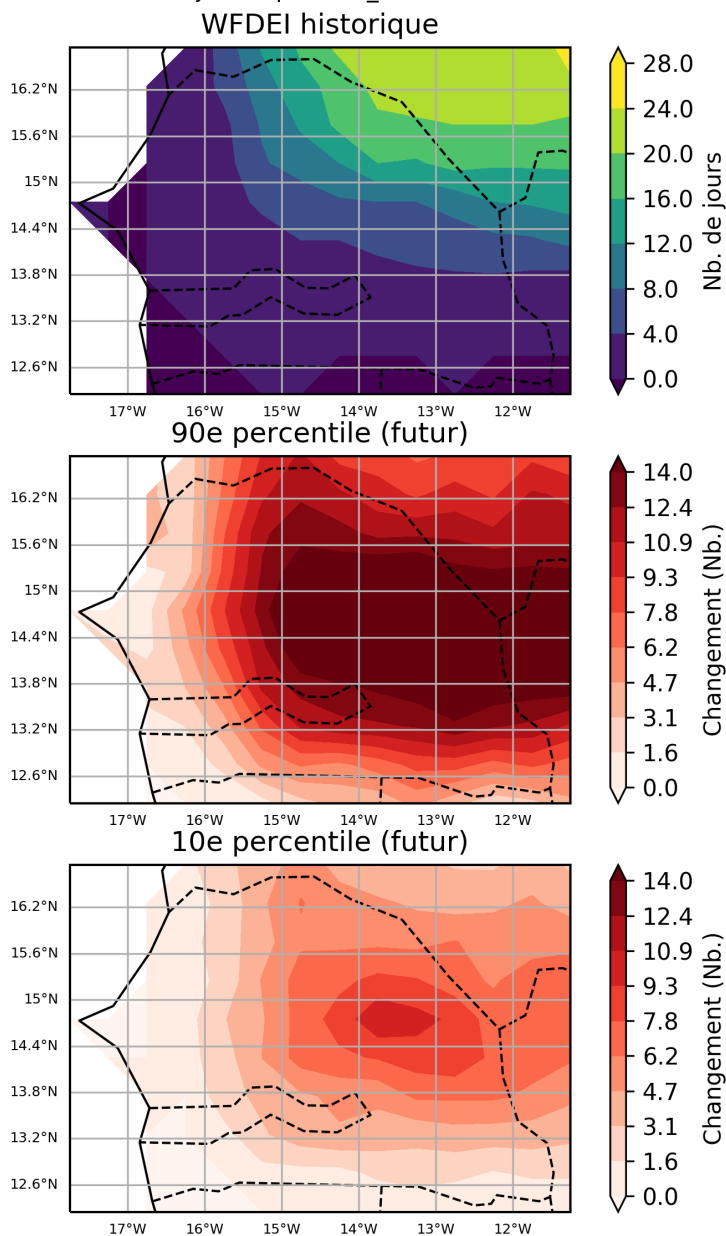 WFDEI historique
16.2°N
15.6°N
15°N
14.4°N
13.8°N
13.2°N
12.6°N
17°W 16°W 15°W 14°W 13°W 12°W
28.0
24.0
20.0
16.0
12.0
8.0
4.0
0.0
Nb. de jours
90e percentile (futur)
16.2°N
15.6°N
15°N
14.4°N
13.8°N
13.2°N
12.6°N
17°W 16°W 15°W 14°W 13°W 12°W
14.0
12.4
10.9
9.3
7.8
6.2
4.7
3.1
1.6
0.0
Changement (Nb.)
10e percentile (futur)
16.2°N
15.6°N
15°N
14.4°N
13.8°N
13.2°N
12.6°N
17°W 16°W 15°W 14°W 13°W 12°W
14.0
12.4
10.9
9.3
7.8
6.2
4.7
3.1
1.6
0.0
Changement (Nb.)